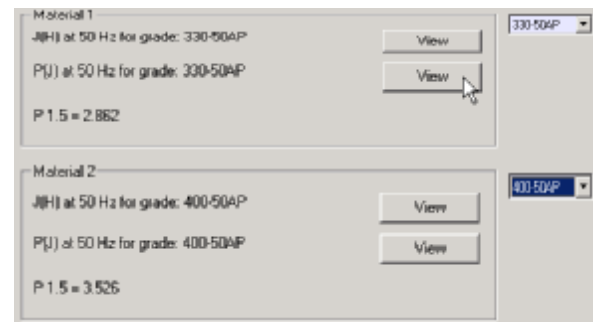 Material 1
J(H) at 50 Hz for grade: 330-50AP
View
330-50AP
P(J) at 50 Hz for grade: 330-50AP
View
P 1.5 = 2.862
Material 2
J(H) at 50 Hz for grade: 400-50AP
View
400-50AP
P(J) at 50 Hz for grade: 400-50AP
View
P 1.5 = 3.526